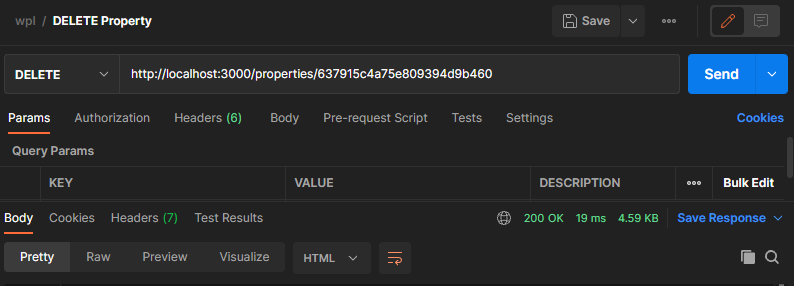 wpl / DELETE Property
Save
DELETE
http://localhost:3000/properties/637915c4a75e809394d9b460
Send
Params Authorization Headers (6) Body Pre-request Script Tests Settings Cookies
Query Params
KEY VALUE DESCRIPTION Bulk Edit
Body Cookies Headers (7) Test Results 200 OK 19 ms 4.59 KB Save Response
Pretty Raw Preview Visualize HTML